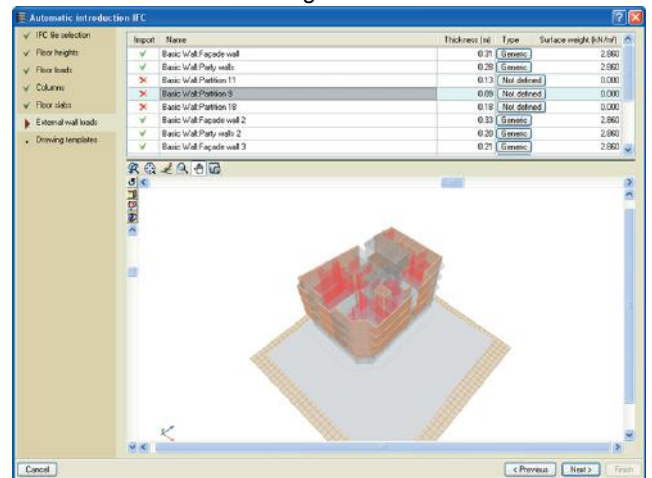 Automatic introduction IFC
IFC file selection
Floor heights
Floor loads
Columns
Floor slabs
External wall loads
Drawing templates
Import Name Thickness (m) Type Surface weight (kN/m²)
Basic Wall:Façade wall 0.31 Generic 2.860
Basic Wall:Party walls 0.28 Generic 2.860
Basic Wall:Partition 11 0.13 Not defined 0.000
Basic Wall:Partition 9 0.09 Not defined 0.000
Basic Wall:Partition 18 0.18 Not defined 0.000
Basic Wall:Façade wall 2 0.33 Generic 2.860
Basic Wall:Party walls 2 0.20 Generic 2.860
Basic Wall:Façade wall 3 0.21 Generic 2.860
Cancel < Previous Next > Finish